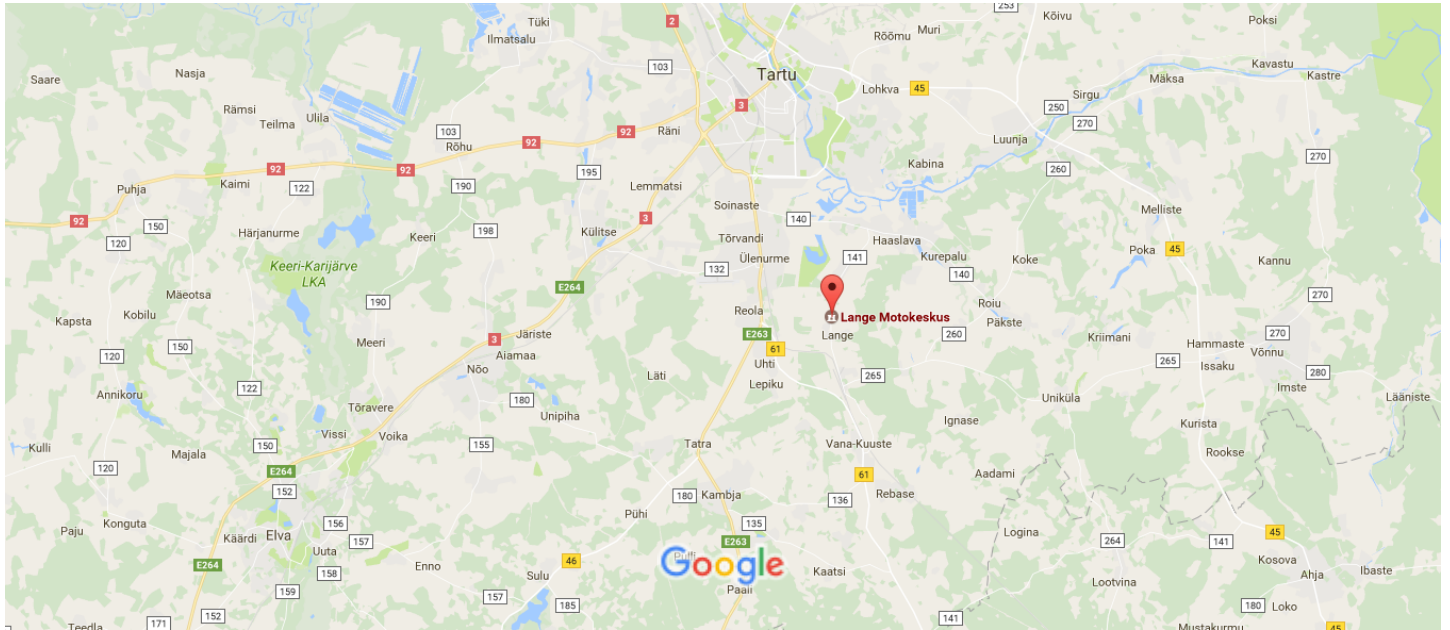 253
Kõivu
Poksi
Tüki
2
Muri
Rõõmu
Ilmatsalu
103
Tartu
Kavastu
Saare
Nasja
Mäksa
Kastre
Lohkva
45
Sirgu
Rämsi
Ulila
3
250
Teilma
270
103
92
92
Räni
Luunja
Rõhu
270
92
92
Kabina
260
195
Puhja
Kaimi
122
190
Lemmatsi
Soinaste
Melliste
92
150
3
140
Härjanurme
Keeri
198
Külitse
Tõrvandi
Haaslava
120
Kurepalu
Poka
45
Ülenurme
141
Koke
Kannu
Keeri-Karijärve
LKA
132
140
E264
Mäeotsa
190
270
Kobilu
Reola
Roiu
Kapsta
Lange Motokeskus
Päkste
Järiste
E263
Lange
260
Kriimani
270
3
Meeri
150
61
Hammaste
Võnnu
120
Aiamaa
265
Uhti
Issaku
Nõo
Läti
265
280
Lepiku
122
Imste
Annikoru
180
Uniküla
Lääniste
Tõravere
Unipiha
Ignase
Kurista
Vissi
Voika
150
155
Tatra
Vana-Kuuste
Kulli
Majala
Rookse
120
E264
61
Aadami
152
180
Kambja
Rebase
136
Pühi
Konguta
156
135
Paju
Logina
Käärdi
Elva
157
E263
264
141
45
Uuta
46
Google
Kosova
E264
Enno
Kaatsi
Ibaste
158
Sulu
Lootvina
Ahja
159
157
Paali
185
180
Loko
152
141
171
Teedla
Mustakurmu
45